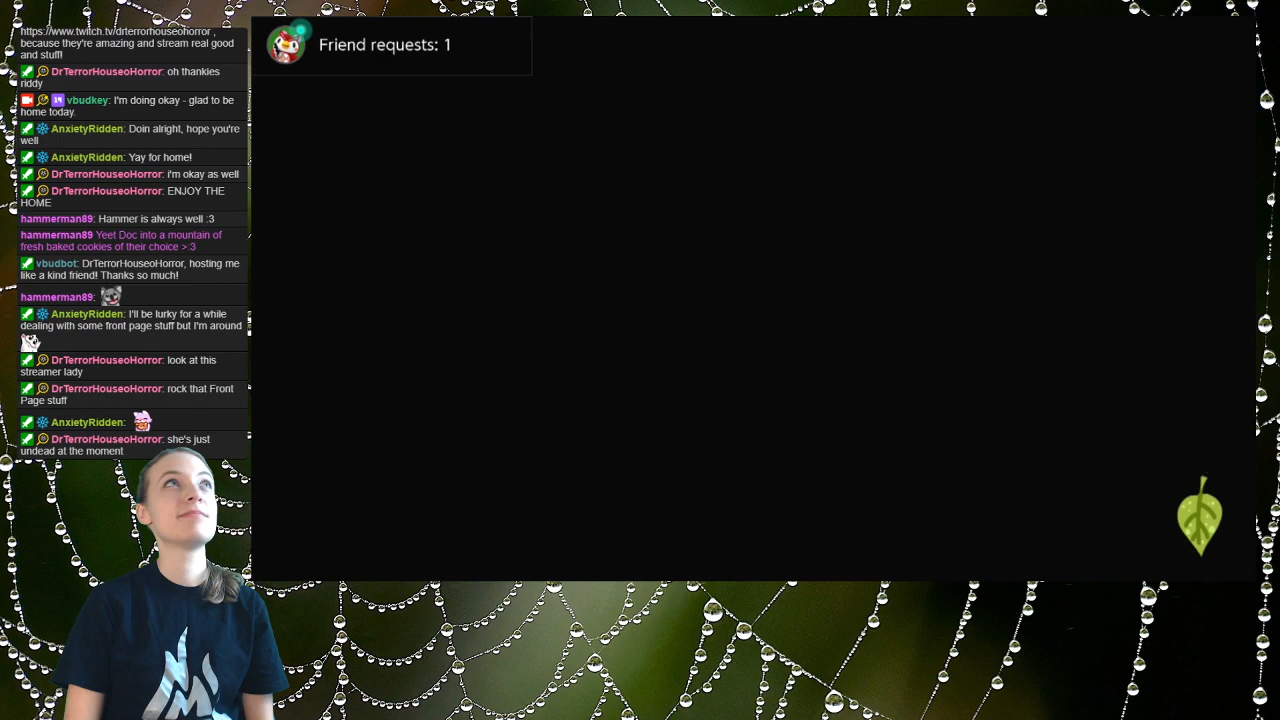 https://www.twitch.tv/drterrorhouseohorror ,
because they're amazing and stream real good
and stuff!
DrTerrorHouseoHorror: oh thankies
riddy
vbudkey: I'm doing okay - glad to be
home today.
AnxietyRidden: Doin alright, hope you're
well
AnxietyRidden: Yay for home!
DrTerrorHouseoHorror: i'm okay as well
DrTerrorHouseoHorror: ENJOY THE
HOME
hammerman89: Hammer is always well :3
hammerman89 Yeet Doc into a mountain of
fresh baked cookies of their choice >:3
vbudbot: DrTerrorHouseoHorror, hosting me
like a kind friend! Thanks so much!
hammerman89:
AnxietyRidden: I'll be lurky for a while
dealing with some front page stuff but I'm around
DrTerrorHouseoHorror: look at this
streamer lady
DrTerrorHouseoHorror: rock that Front
Page stuff
AnxietyRidden:
DrTerrorHouseoHorror: she's just
undead at the moment
Friend requests: 1